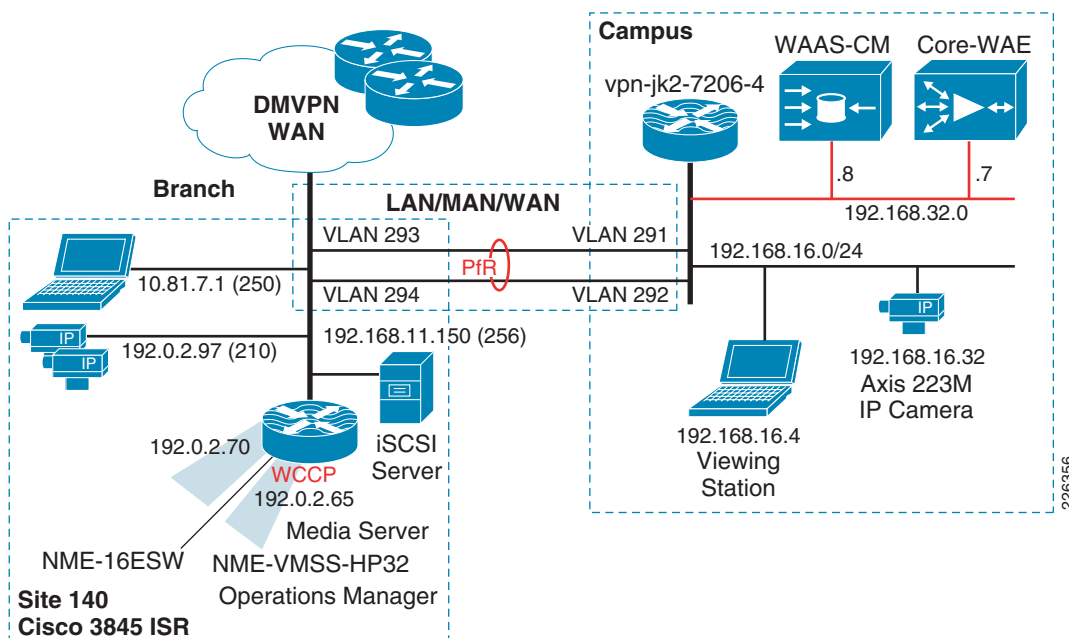 Campus
WAAS-CM
Core-WAE
vpn-jk2-7206-4
DMVPN
WAN
.8
.7
192.168.32.0
Branch
LAN/MAN/WAN
VLAN 293
VLAN 291
192.168.16.0/24
PfR
10.81.7.1 (250)
VLAN 294
VLAN 292
IP
IP
IP
192.0.2.97 (210)
192.168.11.150 (256)
192.168.16.32
Axis 223M
IP Camera
192.168.16.4
Viewing
Station
iSCSI
Server
192.0.2.70
WCCP
192.0.2.65
Media Server
NME-16ESW
NME-VMSS-HP32
Operations Manager
Site 140
Cisco 3845 ISR
226356